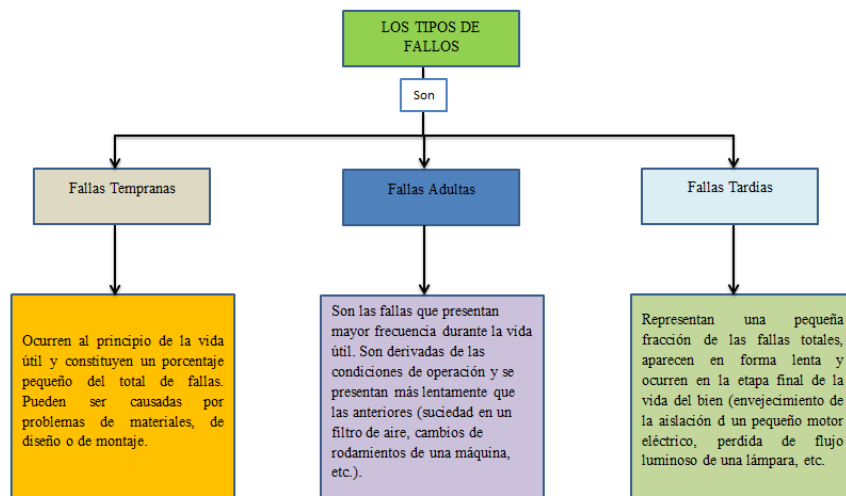 LOS TIPOS DE
FALLOS
Son
Fallas Tempranas
Fallas Adultas
Fallas Tardías
Ocurren al principio de la vida
útil y constituyen un porcentaje
pequeño del total de fallas.
Pueden ser causadas por
problemas de materiales, de
diseño o de montaje.
Son las fallas que presentan
mayor frecuencia durante la vida
útil. Son derivadas de las
condiciones de operación y se
presentan más lentamente que
las anteriores (suciedad en un
filtro de aire, cambios de
rodamientos de una máquina,
etc.).
Representan una pequeña
fracción de las fallas totales,
aparecen en forma lenta y
ocurren en la etapa final de la
vida del bien (envejecimiento de
la aislación d un pequeño motor
eléctrico, perdida de flujo
luminoso de una lámpara, etc.